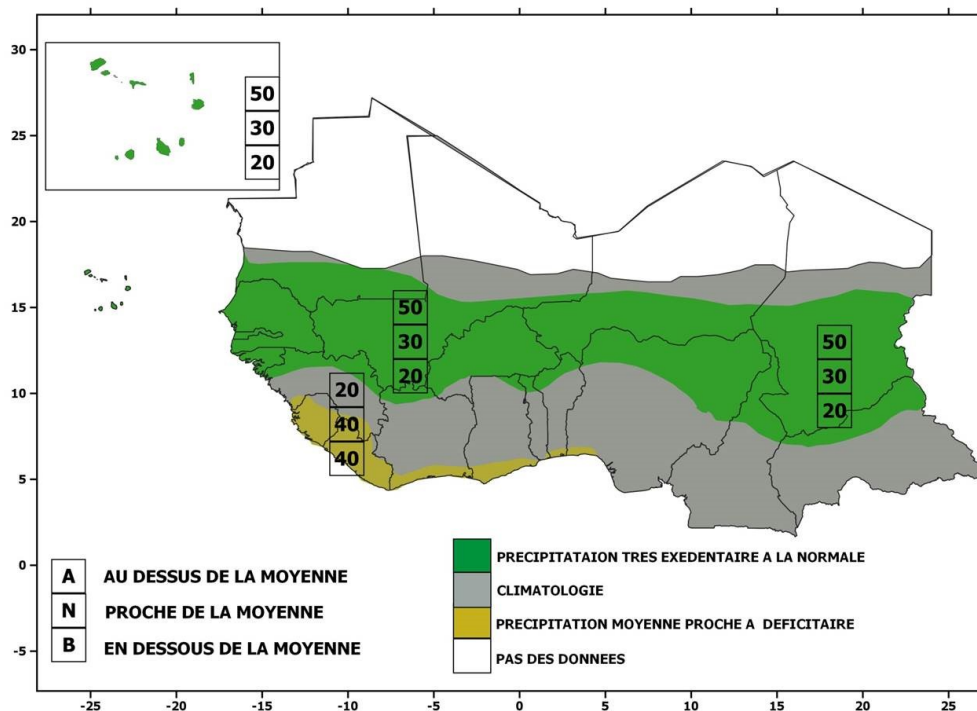 30
25
20
15
10
5
0
-5
50
30
20
50
30
20
50
30
20
20
40
40
A AU DESSUS DE LA MOYENNE
N PROCHE DE LA MOYENNE
B EN DESSOUS DE LA MOYENNE
PRECIPITATAION TRES EXEDENTAIRE A LA NORMALE
CLIMATOLOGIE
PRECIPITATION MOYENNE PROCHE A DEFICITAIRE
PAS DES DONNEES
-25 -20 -15 -10 -5 0 5 10 15 20 25